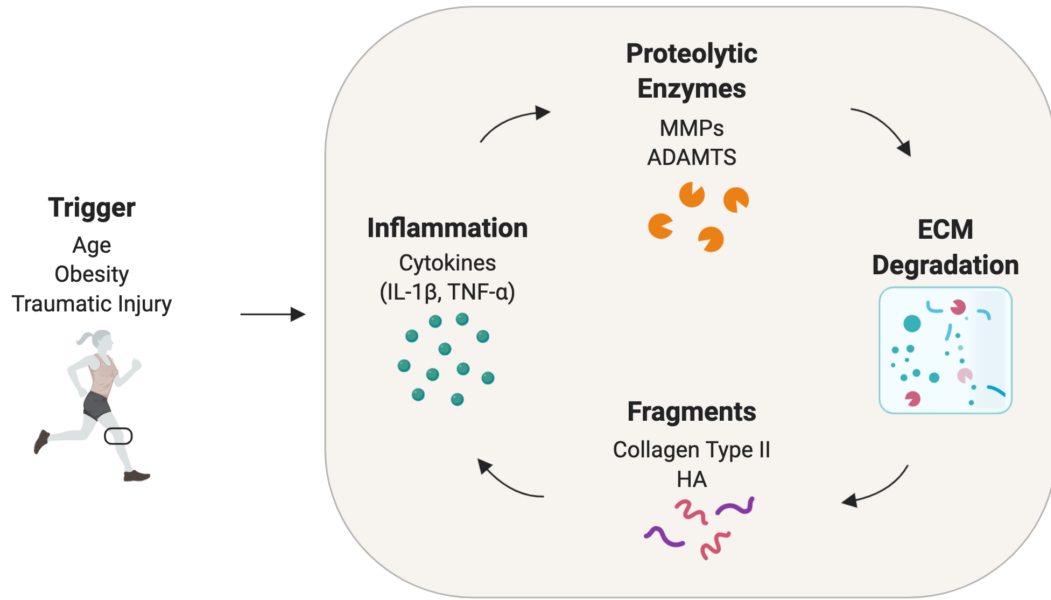 Trigger
Age
Obesity
Traumatic Injury
Inflammation
Cytokines
(IL-1β, TNF-α)
Proteolytic
Enzymes
MMPs
ADAMTS
ECM
Degradation
Fragments
Collagen Type II
HA